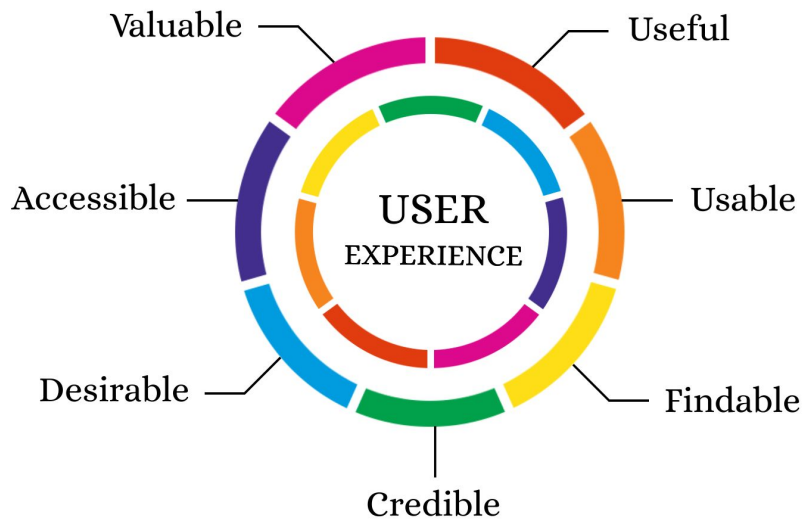 Valuable
Useful
Accessible
USER
EXPERIENCE
Usable
Desirable
Findable
Credible